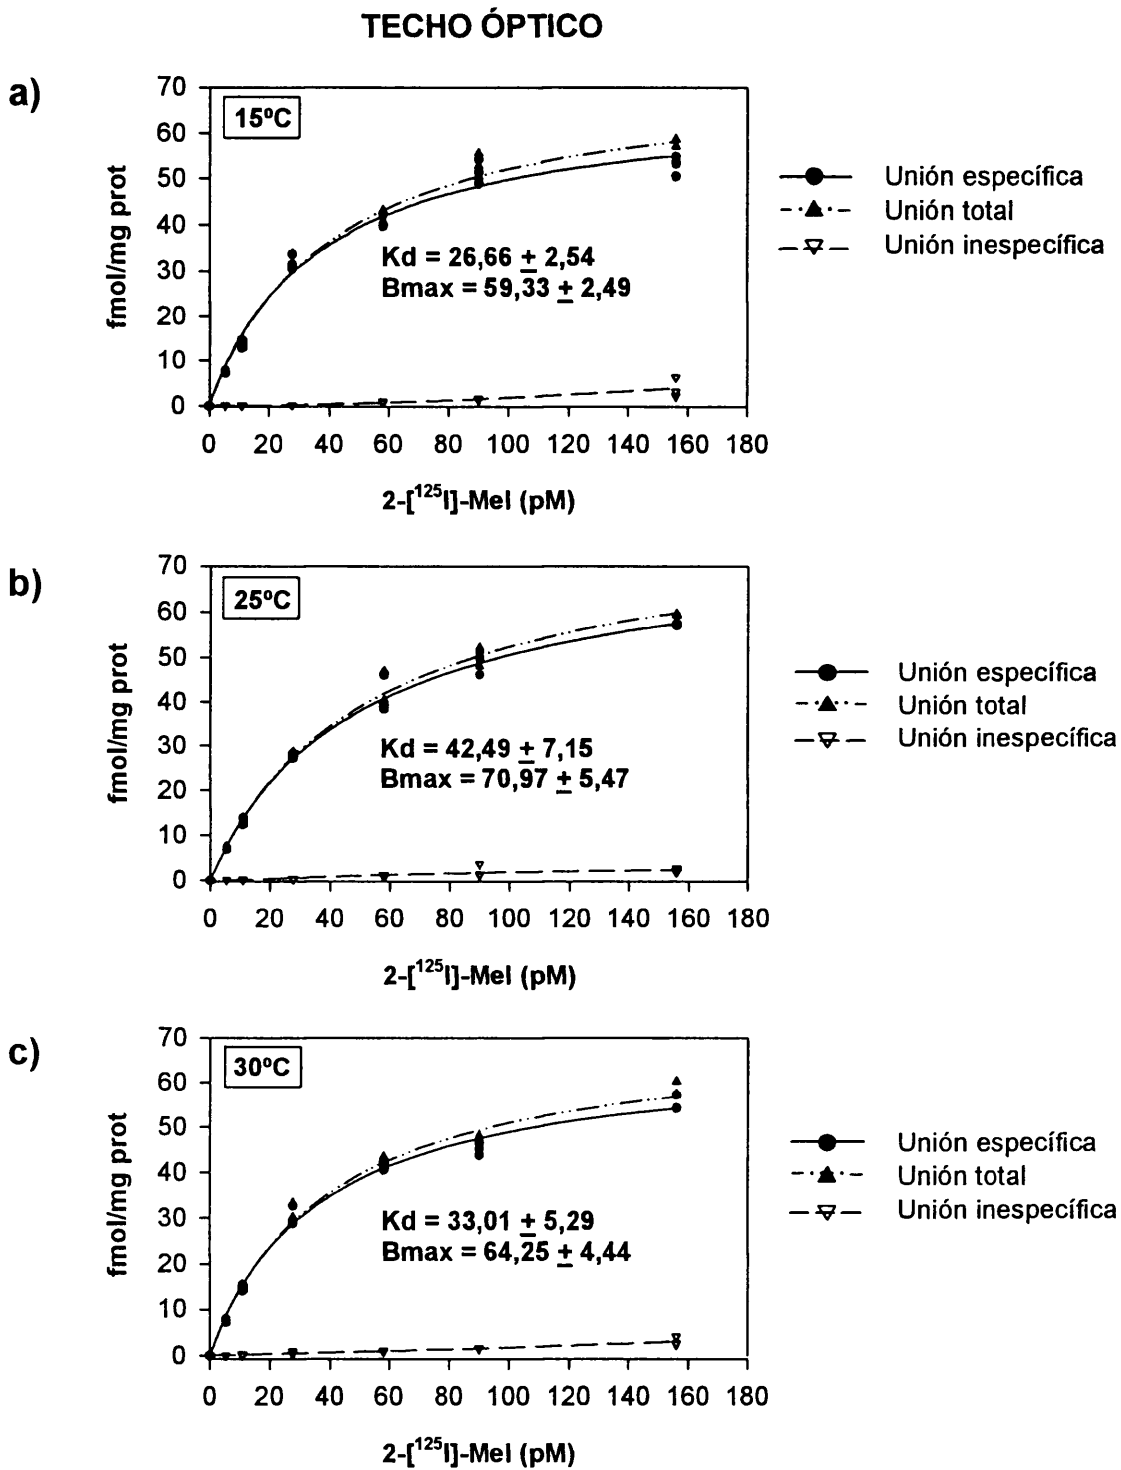 TECHO ÓPTICO
a)
15ºC
70
60
50
40
30
20
10
0
fmol/mg prot
Kd = 26,66 ± 2,54
Bmax = 59,33 ± 2,49
Unión específica
Unión total
Unión inespecífica
0 20 40 60 80 100 120 140 160 180
2-[¹²⁵I]-Mel (pM)
b)
25ºC
70
60
50
40
30
20
10
0
fmol/mg prot
Kd = 42,49 ± 7,15
Bmax = 70,97 ± 5,47
Unión específica
Unión total
Unión inespecífica
0 20 40 60 80 100 120 140 160 180
2-[¹²⁵I]-Mel (pM)
c)
30ºC
70
60
50
40
30
20
10
0
fmol/mg prot
Kd = 33,01 ± 5,29
Bmax = 64,25 ± 4,44
Unión específica
Unión total
Unión inespecífica
0 20 40 60 80 100 120 140 160 180
2-[¹²⁵I]-Mel (pM)